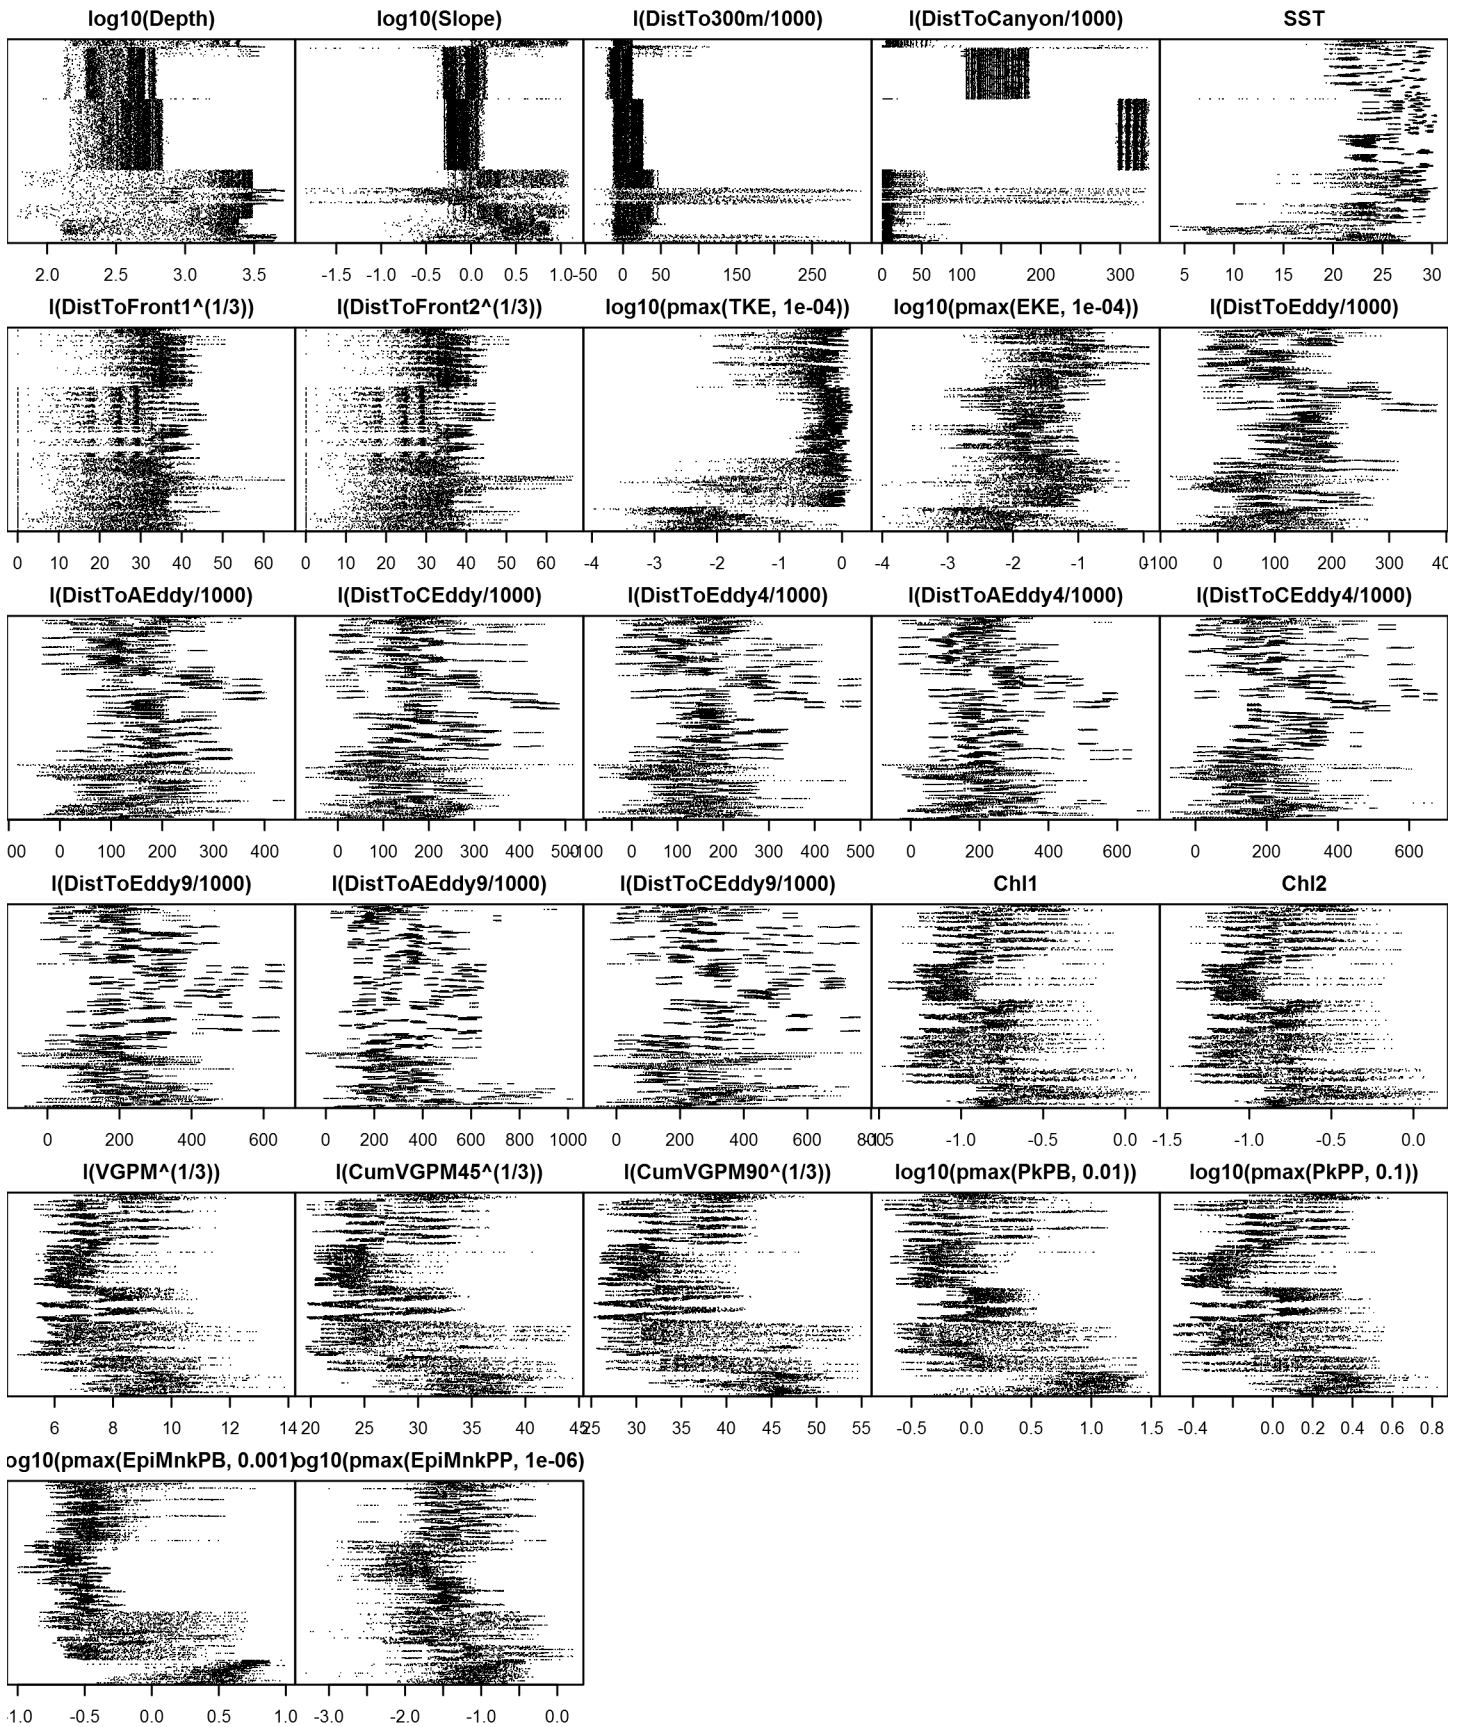 log10(Depth) log10(Slope) I(DistTo300m/1000) I(DistToCanyon/1000) SST
2.0 2.5 3.0 3.5 -1.5 -1.0 -0.5 0.0 0.5 1.0 -50 0 50 150 250 0 50 100 200 300 5 10 15 20 25 30
I(DistToFront1^(1/3)) I(DistToFront2^(1/3)) log10(pmax(TKE, 1e-04)) log10(pmax(EKE, 1e-04)) I(DistToEddy/1000)
0 10 20 30 40 50 60 0 10 20 30 40 50 60 -4 -3 -2 -1 0 -4 -3 -2 -1 0 -100 0 100 200 300 40
I(DistToAEddy/1000) I(DistToCEddy/1000) I(DistToEddy4/1000) I(DistToAEddy4/1000) I(DistToCEddy4/1000)
00 0 100 200 300 400 0 100 200 300 400 500 -100 0 100 200 300 400 500 0 200 400 600 0 200 400 600
I(DistToEddy9/1000) I(DistToAEddy9/1000) I(DistToCEddy9/1000) Chl1 Chl2
0 200 400 600 0 200 400 600 800 1000 0 200 400 600 -1.0 -0.5 0.0 -1.5 -1.0 -0.5 0.0
I(VGPM^(1/3)) I(CumVGPM45^(1/3)) I(CumVGPM90^(1/3)) log10(pmax(PkPB, 0.01)) log10(pmax(PkPP, 0.1))
6 8 10 12 14 20 25 30 35 40 45 25 30 35 40 45 50 55 -0.5 0.0 0.5 1.0 1.5 -0.4 0.0 0.2 0.4 0.6 0.8
og10(pmax(EpiMnkPB, 0.001) og10(pmax(EpiMnkPP, 1e-06)
-1.0 -0.5 0.0 0.5 1.0 -3.0 -2.0 -1.0 0.0